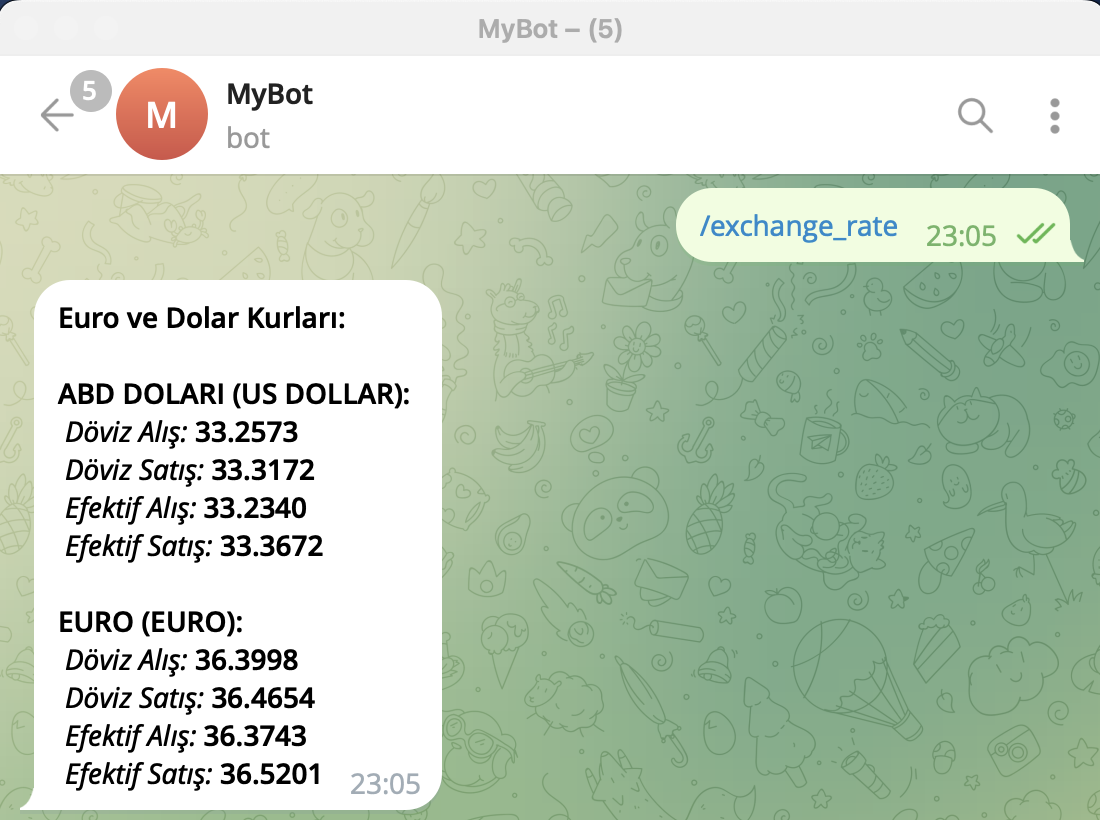 MyBot – (5)
5
M
MyBot
bot
/exchange_rate 23:05
Euro ve Dolar Kurları:
ABD DOLARI (US DOLLAR):
Döviz Alış: 33.2573
Döviz Satış: 33.3172
Efektif Alış: 33.2340
Efektif Satış: 33.3672
EURO (EURO):
Döviz Alış: 36.3998
Döviz Satış: 36.4654
Efektif Alış: 36.3743
Efektif Satış: 36.5201 23:05